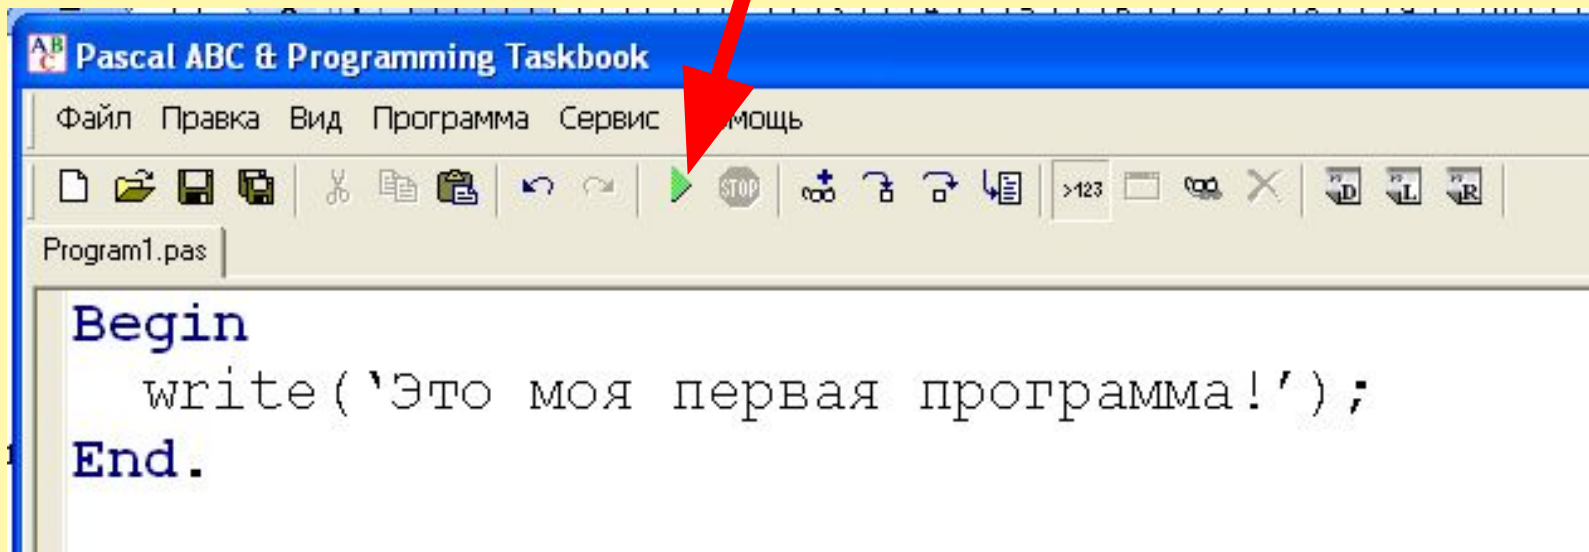 Pascal ABC & Programming Taskbook
Файл Правка Вид Программа Сервис
STOP >123 D L R
Program1.pas
Begin
write(‘Это моя первая программа!’);
End.